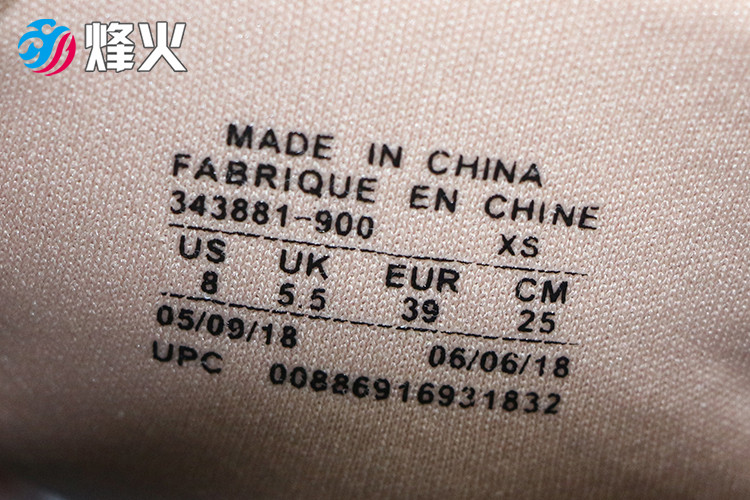 烽火
MADE IN CHINA
FABRIQUE EN CHINE
343881-900 XS
US UK EUR CM
8 5.5 39 25
05/09/18 06/06/18
UPC 00886916931832